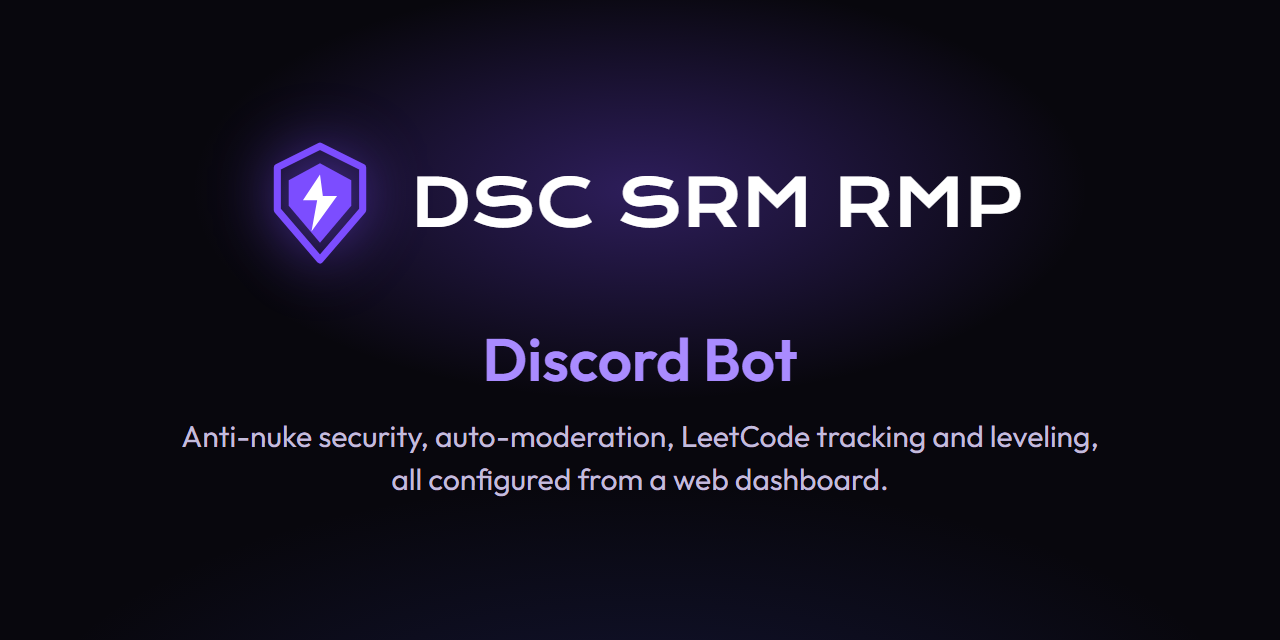 DSC SRM RMP
Discord Bot
Anti-nuke security, auto-moderation, LeetCode tracking and leveling,
all configured from a web dashboard.